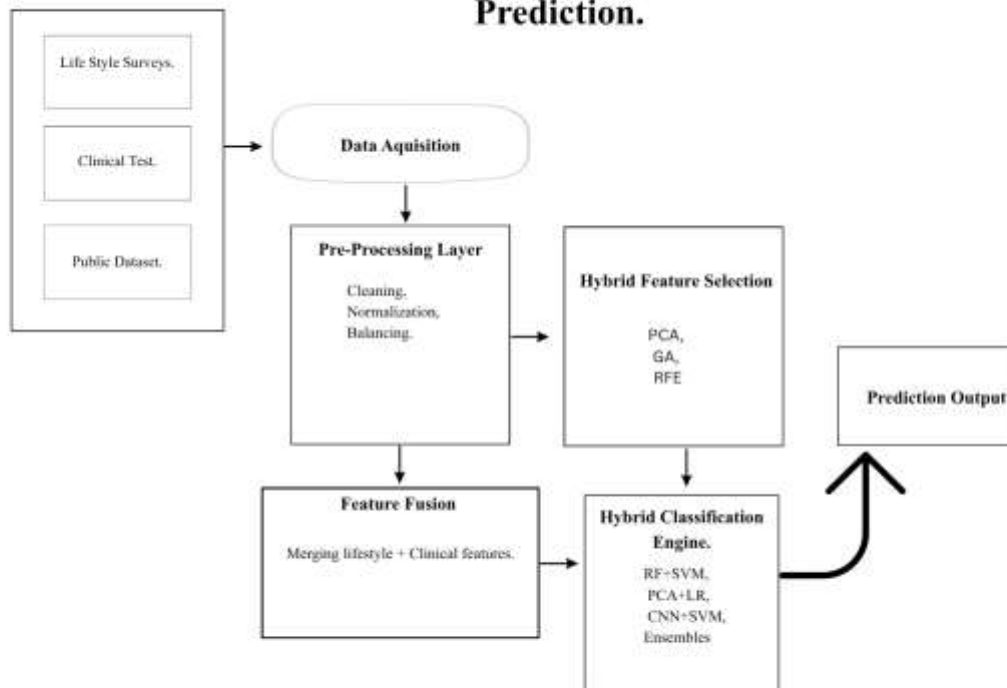 Prediction.
Life Style Surveys.
Clinical Test.
Public Dataset.
Data Aquisition
Pre-Processing Layer
Cleaning,
Normalization,
Balancing.
Hybrid Feature Selection
PCA,
GA,
RFE
Feature Fusion
Merging lifestyle + Clinical features.
Hybrid Classification
Engine.
RF+SVM,
PCA+LR,
CNN+SVM,
Ensembles
Prediction Output